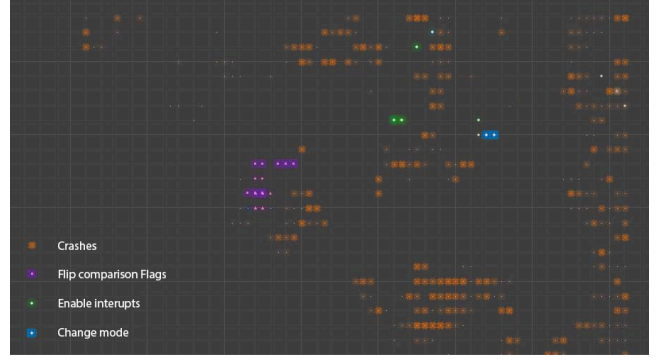 Crashes
Flip comparison Flags
Enable interupts
Change mode